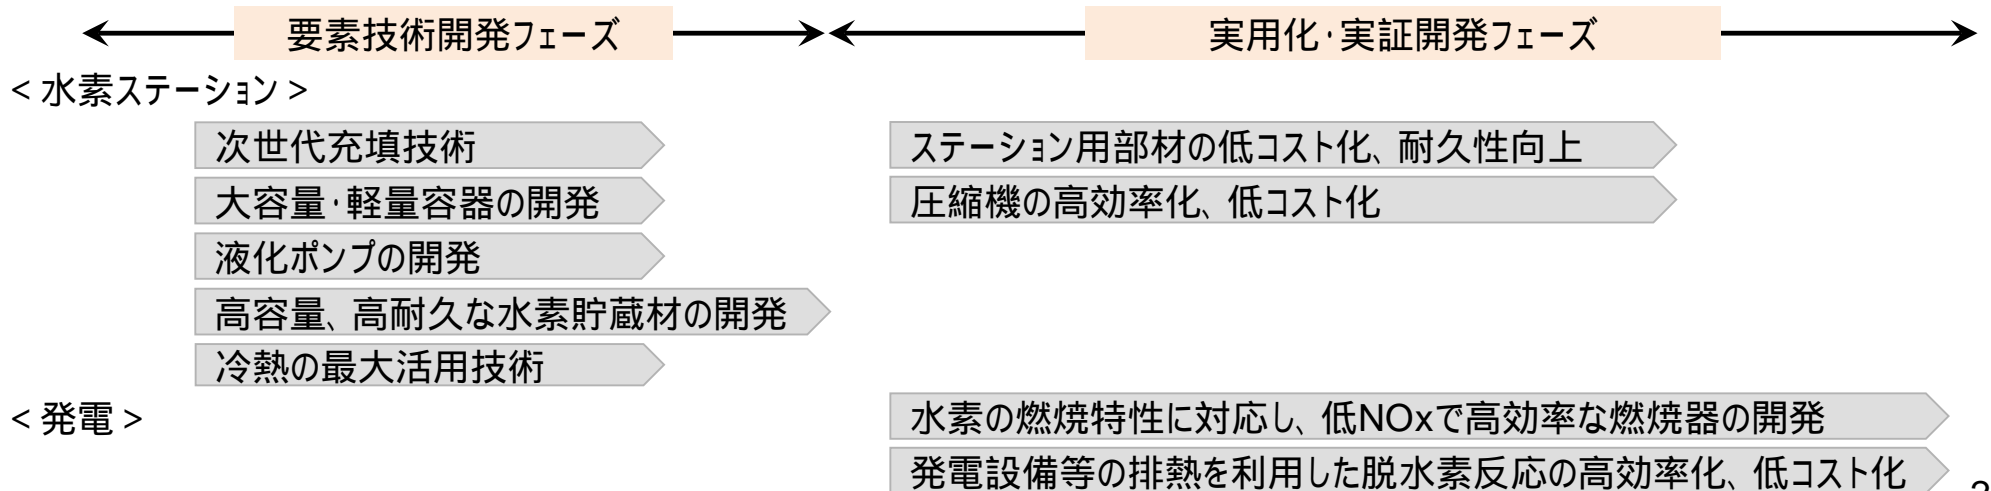 要素技術開発フェーズ
実用化・実証開発フェーズ
<水素ステーション>
次世代充填技術
ステーション用部材の低コスト化、耐久性向上
大容量・軽量容器の開発
圧縮機の高効率化、低コスト化
液化ポンプの開発
高容量、高耐久な水素貯蔵材の開発
冷熱の最大活用技術
<発電>
水素の燃焼特性に対応し、低NOxで高効率な燃焼器の開発
発電設備等の排熱を利用した脱水素反応の高効率化、低コスト化